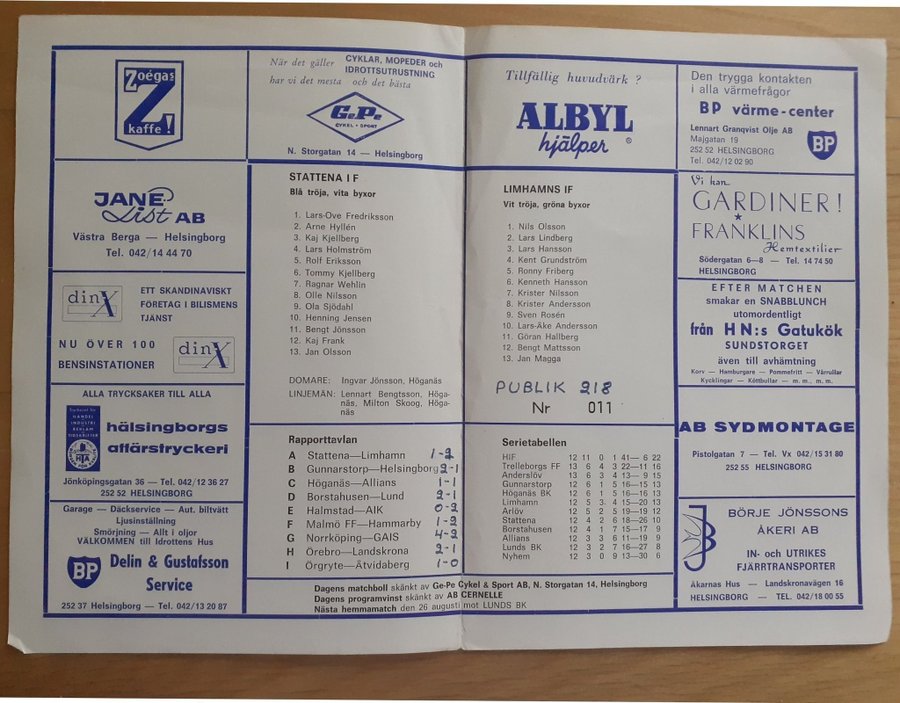 Zoégas
Z
kaffe!
JANE
List AB
Västra Berga — Helsingborg
Tel. 042/14 44 70
dinX
ETT SKANDINAVISKT
FÖRETAG I BILISMENS
TJÄNST
NU ÖVER 100
BENSINSTATIONER
dinX
ALLA TRYCKSAKER TILL ALLA
HANDEL
INDUSTRI
REKLAM
hälsingborgs
affärstryckeri
Jönköpingsgatan 36 — Tel. 042/12 36 27
252 52 HELSINGBORG
Garage — Däckservice — Aut. biltvätt
Ljusinställning
Smörjning — Allt i oljor
VÄLKOMMEN till Idrottens Hus
BP
Delin & Gustafsson
Service
252 37 Helsingborg — Tel. 042/13 20 87
När det gäller CYKLAR, MOPEDER och
IDROTTSUTRUSTNING
har vi det mesta och det bästa
GePe
CYKEL • SPORT
N. Storgatan 14 — Helsingborg
STATTENA I F
Blå tröja, vita byxor
1. Lars-Ove Fredriksson
2. Arne Hyllén
3. Kaj Kjellberg
4. Lars Holmström
5. Rolf Eriksson
6. Tommy Kjellberg
7. Ragnar Wehlin
8. Olle Nilsson
9. Ola Sjödahl
10. Henning Jensen
11. Bengt Jönsson
12. Kaj Frank
13. Jan Olsson
DOMARE: Ingvar Jönsson, Höganäs
LINJEMÄN: Lennart Bengtsson, Höga-
näs, Milton Skoog, Höga-
näs
Rapporttavlan
A Stattena—Limhamn 1-2
B Gunnarstorp—Helsingborg 2-1
C Höganäs—Allians 1-1
D Borstahusen—Lund 2-1
E Halmstad—AIK 0-2
F Malmö FF—Hammarby 1-2
G Norrköping—GAIS 4-2
H Örebro—Landskrona 2-1
I Örgryte—Åtvidaberg 1-0
Tillfällig huvudvärk ?
ALBYL
hjälper ®
LIMHAMNS IF
Vit tröja, gröna byxor
1. Nils Olsson
2. Lars Lindberg
3. Lars Hansson
4. Kent Grundström
5. Ronny Friberg
6. Kenneth Hansson
7. Krister Nilsson
8. Krister Andersson
9. Sven Rosén
10. Lars-Åke Andersson
11. Göran Hallberg
12. Bengt Mattsson
13. Jan Magga
PUBLIK 218
Nr 011
Serietabellen
HIF 12 11 0 1 41— 6 22
Trelleborgs FF 13 6 4 3 22—11 16
Anderslöv 13 6 3 4 13— 9 15
Gunnarstorp 12 6 1 5 16—15 13
Höganäs BK 12 6 1 5 16—16 13
Limhamn 12 5 3 4 15—20 13
Arlöv 12 5 2 5 19—19 12
Stattena 12 4 2 6 18—26 10
Borstahusen 12 4 1 7 15—17 9
Allians 12 3 3 6 11—19 9
Lunds BK 12 3 2 7 16—27 8
Nyhem 12 3 0 9 13—30 6
Dagens matchboll skänkt av Ge-Pe Cykel & Sport AB, N. Storgatan 14, Helsingborg
Dagens programvinst skänkt av AB CERNELLE
Nästa hemmamatch den 26 augusti mot LUNDS BK
Den trygga kontakten
i alla värmefrågor
BP värme-center
Lennart Granqvist Olje AB
Majgatan 19
252 52 HELSINGBORG
Tel. 042/12 02 90
BP
Vi kan
GARDINER!
FRANKLINS
Hemtextilier
Södergatan 6—8 — Tel. 14 74 50
HELSINGBORG
EFTER MATCHEN
smakar en SNABBLUNCH
utomordentligt
från HN:s Gatukök
SUNDSTORGET
även till avhämtning
Korv — Hamburgare — Pommefritt — Vårrullar
Kycklingar — Köttbullar — m. m., m. m.
AB SYDMONTAGE
Pistolgatan 7 — Tel. Vx 042/15 31 80
252 55 HELSINGBORG
BÖRJE JÖNSSONS
ÅKERI AB
IN- och UTRIKES
FJÄRRTRANSPORTER
Åkarnas Hus — Landskronavägen 16
HELSINGBORG — TEL. 042/18 00 55